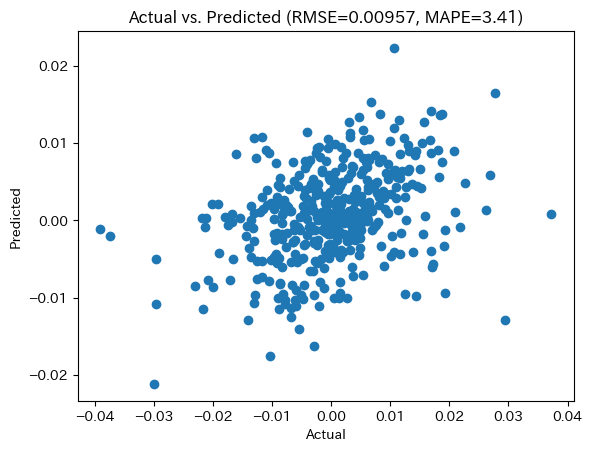 Actual vs. Predicted (RMSE=0.00957, MAPE=3.41)
0.02
0.01
0.00
−0.01
−0.02
Predicted
−0.04 −0.03 −0.02 −0.01 0.00 0.01 0.02 0.03 0.04
Actual